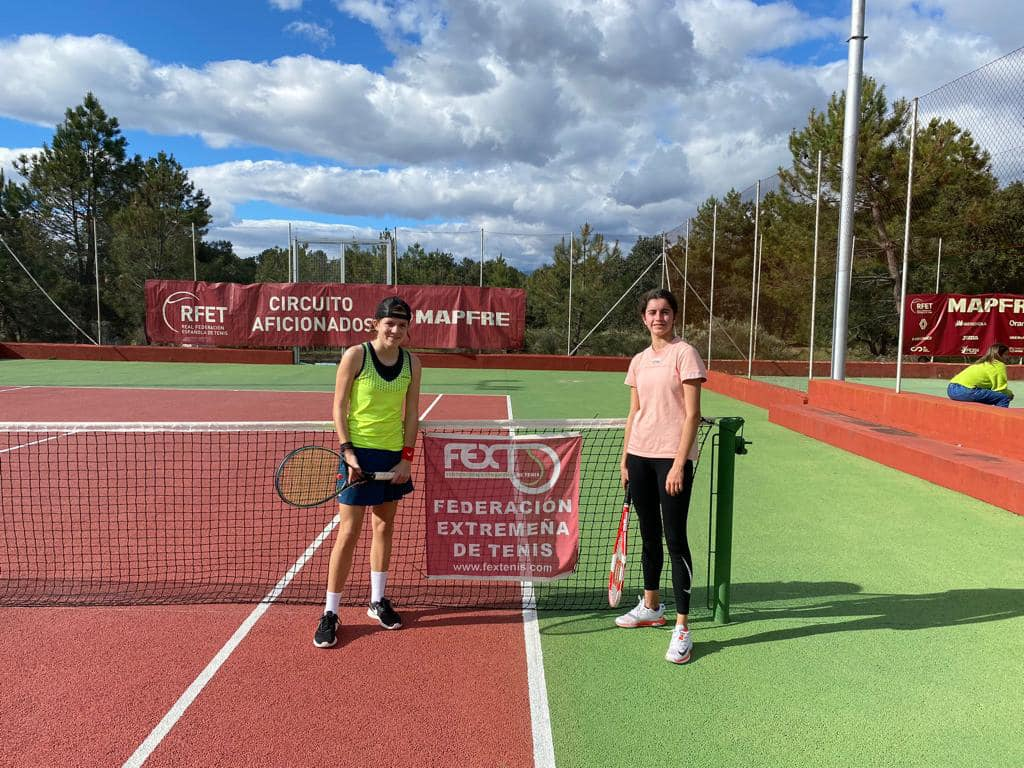 RFET
REAL FEDERACIÓN
ESPAÑOLA DE TENIS
CIRCUITO
AFICIONADOS
MAPFRE
RFET
MAPFRE
FEXT
FEDERACIÓN
EXTREMEÑA
DE TENIS
www.fextenis.com